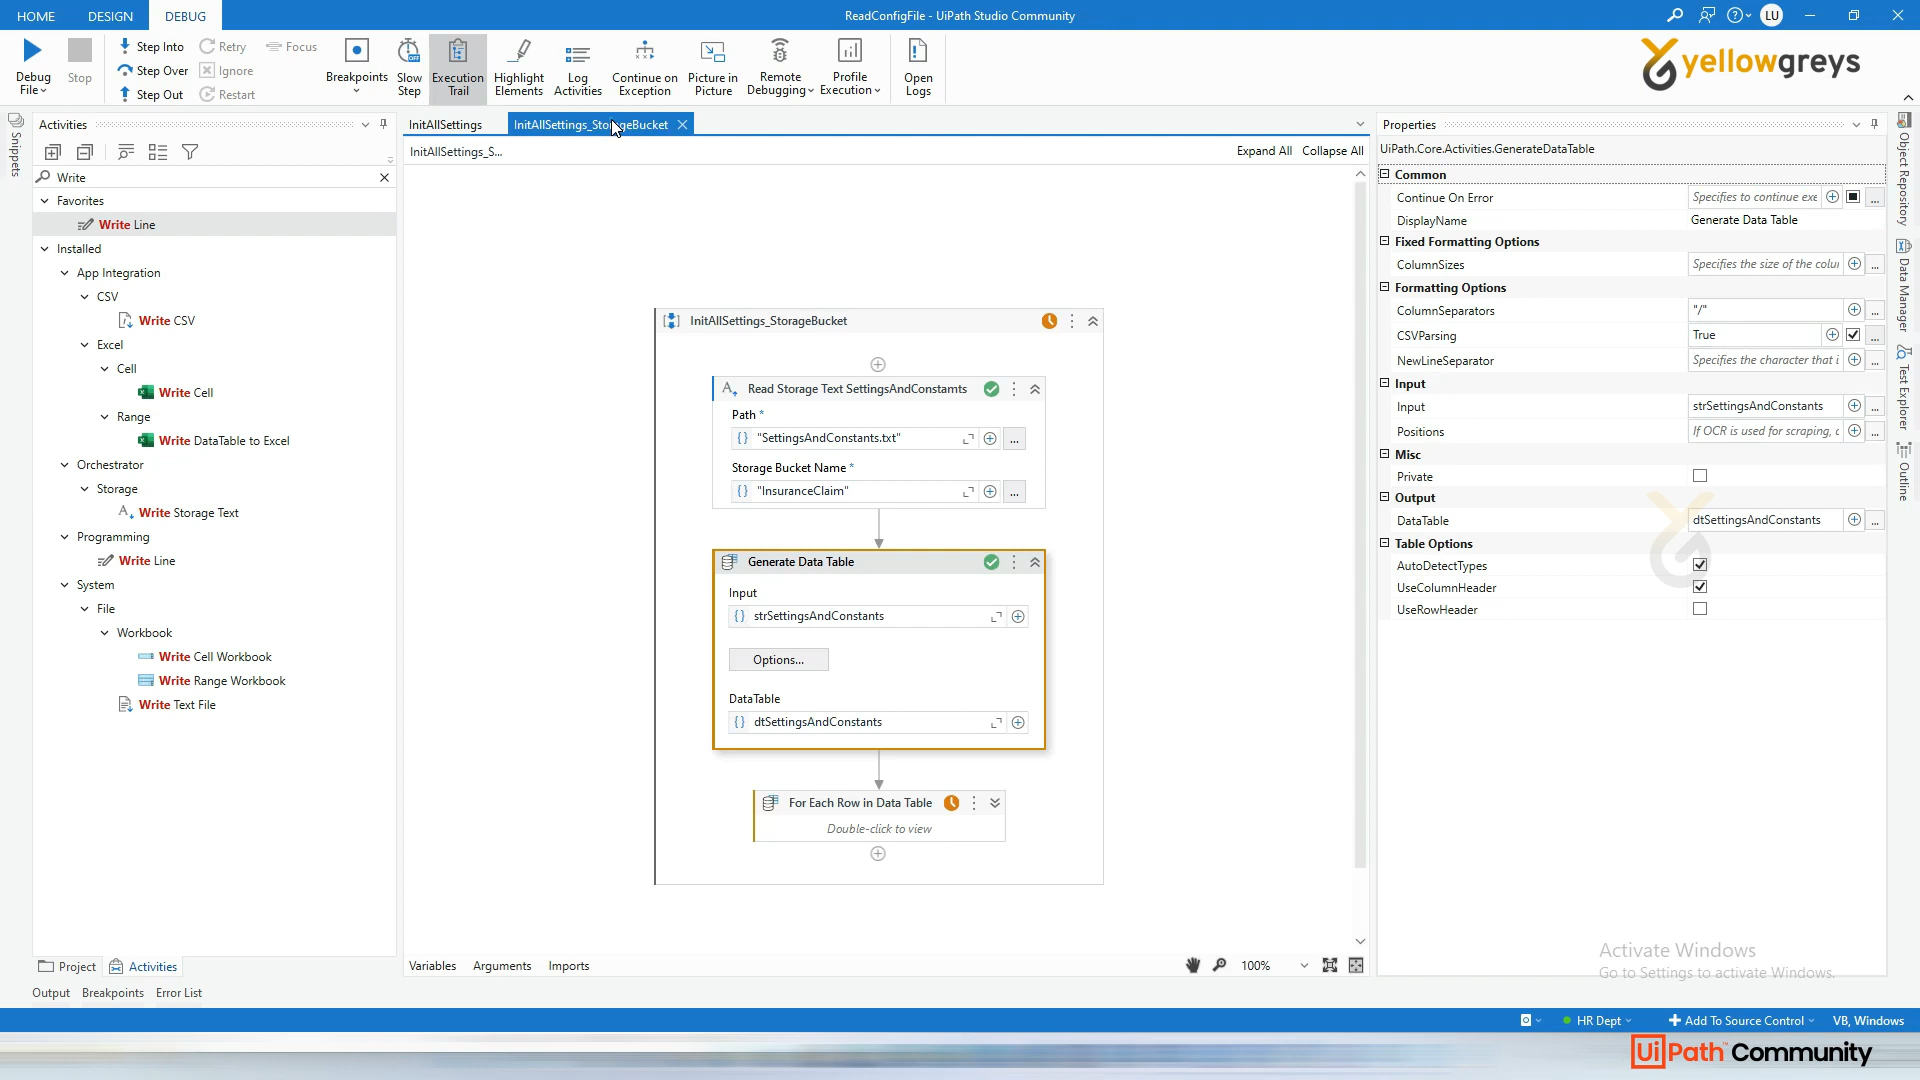 HOME
DESIGN
DEBUG
ReadConfigFile - UiPath Studio Community
LU
Debug File
Stop
Step Into
Step Over
Step Out
Retry
Ignore
Restart
Focus
Breakpoints
Slow Step
Execution Trail
Highlight Elements
Log Activities
Continue on Exception
Picture in Picture
Remote Debugging
Profile Execution
Open Logs
yellowgreys
Snippets
Activities
Write
Favorites
Write Line
Installed
App Integration
CSV
Write CSV
Excel
Cell
Write Cell
Range
Write DataTable to Excel
Orchestrator
Storage
Write Storage Text
Programming
Write Line
System
File
Workbook
Write Cell Workbook
Write Range Workbook
Write Text File
Project
Activities
Output
Breakpoints
Error List
InitAllSettings
InitAllSettings_StorageBucket
InitAllSettings_S...
Expand All
Collapse All
InitAllSettings_StorageBucket
Read Storage Text SettingsAndConstamts
Path *
"SettingsAndConstants.txt"
...
Storage Bucket Name *
"InsuranceClaim"
...
Generate Data Table
Input
strSettingsAndConstants
Options...
DataTable
dtSettingsAndConstants
For Each Row in Data Table
Double-click to view
Variables
Arguments
Imports
100%
Properties
UiPath.Core.Activities.GenerateDataTable
Common
Continue On Error
Specifies to continue exe
...
DisplayName
Generate Data Table
Fixed Formatting Options
ColumnSizes
Specifies the size of the colu
...
Formatting Options
ColumnSeparators
"/"
...
CSVParsing
True
...
NewLineSeparator
Specifies the character that i
...
Input
Input
strSettingsAndConstants
...
Positions
If OCR is used for scraping, c
...
Misc
Private
Output
DataTable
dtSettingsAndConstants
...
Table Options
AutoDetectTypes
UseColumnHeader
UseRowHeader
Object Repository
Data Manager
Test Explorer
Outline
Activate Windows
Go to Settings to activate Windows.
HR Dept
Add To Source Control
VB, Windows
UiPath™ Community